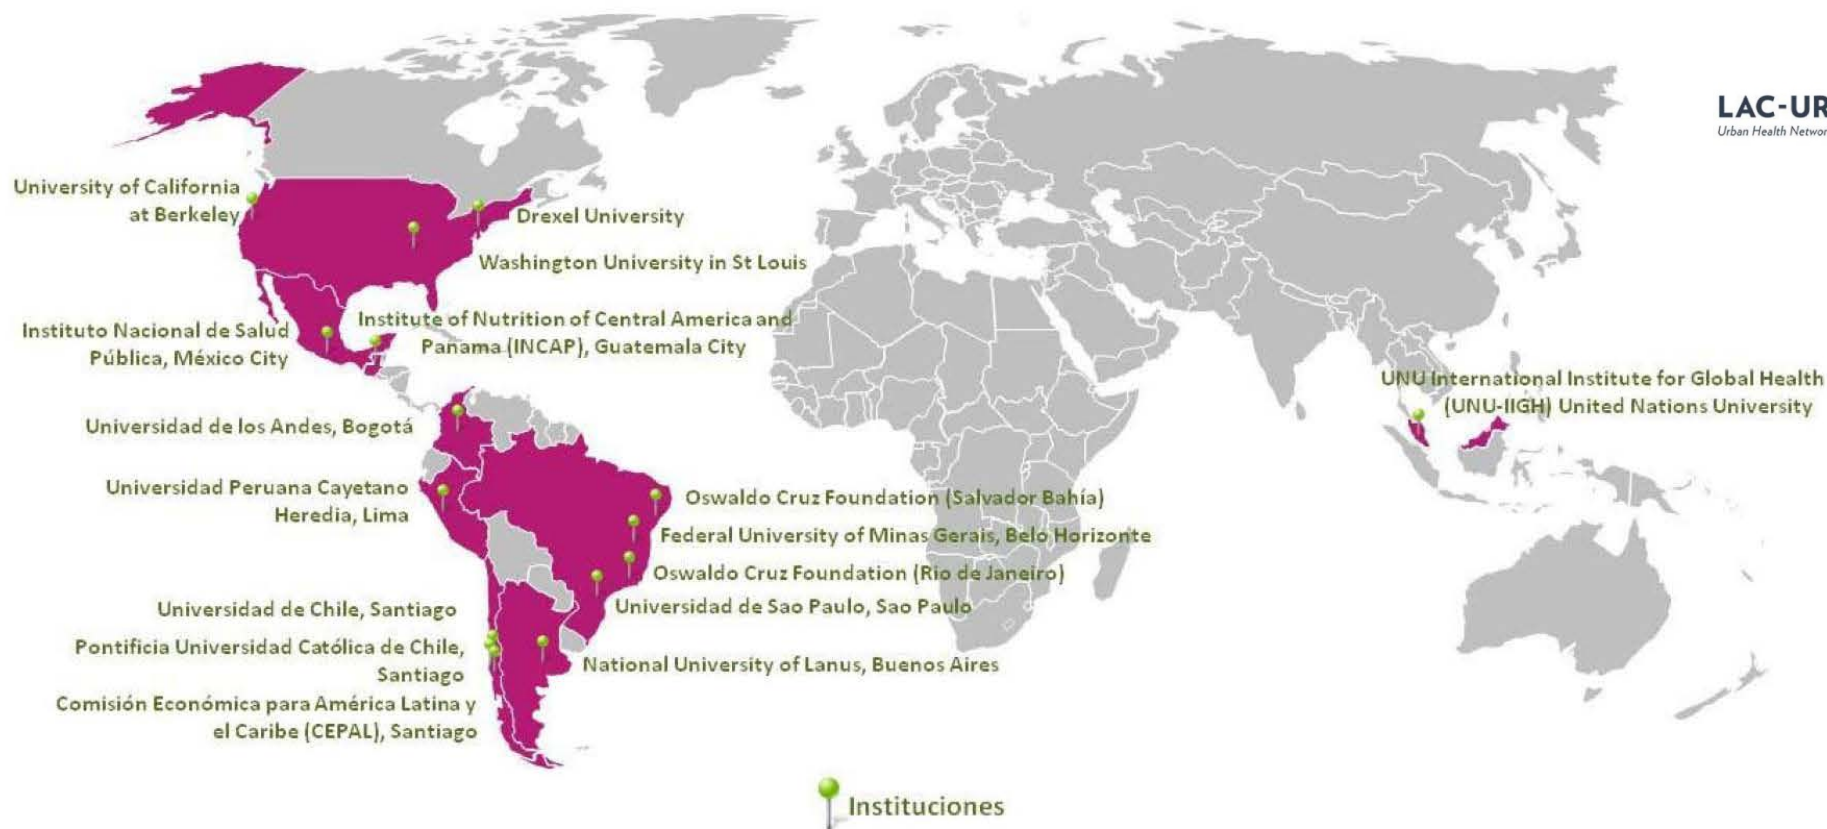 LAC-UR
Urban Health Networ
University of California
at Berkeley
Drexel University
Washington University in St Louis
Instituto Nacional de Salud
Pública, México City
Institute of Nutrition of Central America and
Panama (INCAP), Guatemala City
UNU International Institute for Global Health
(UNU-IIGH) United Nations University
Universidad de los Andes, Bogotá
Universidad Peruana Cayetano
Heredia, Lima
Oswaldo Cruz Foundation (Salvador Bahía)
Federal University of Minas Gerais, Belo Horizonte
Oswaldo Cruz Foundation (Rio de Janeiro)
Universidad de Sao Paulo, Sao Paulo
Universidad de Chile, Santiago
Pontificia Universidad Católica de Chile,
Santiago
National University of Lanus, Buenos Aires
Comisión Económica para América Latina y
el Caribe (CEPAL), Santiago
Instituciones